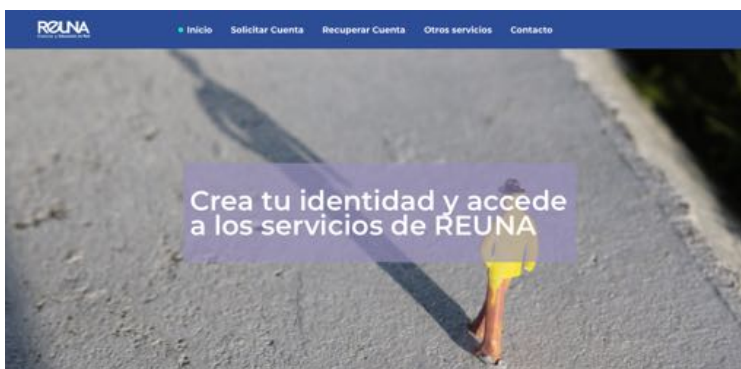 REUNA
Inicio Solicitar Cuenta Recuperar Cuenta Otros servicios Contacto
Crea tu identidad y accede
a los servicios de REUNA